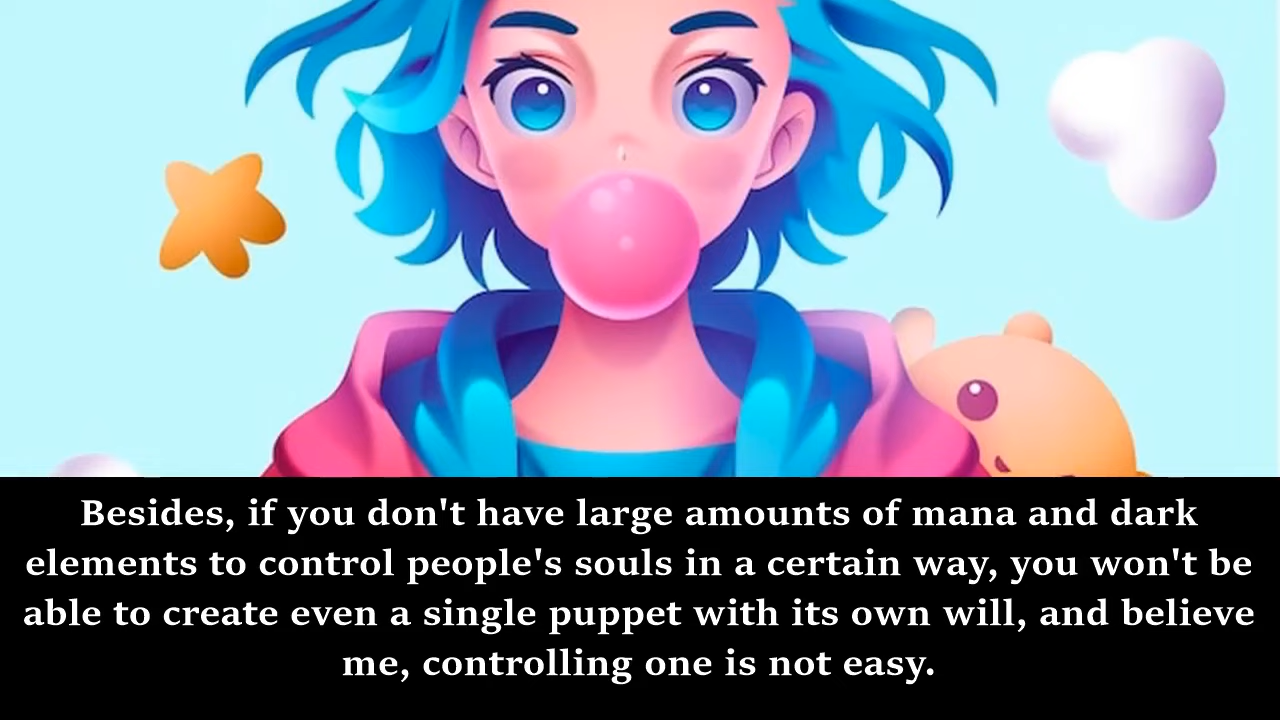 Besides, if you don't have large amounts of mana and dark
elements to control people's souls in a certain way, you won't be
able to create even a single puppet with its own will, and believe
me, controlling one is not easy.